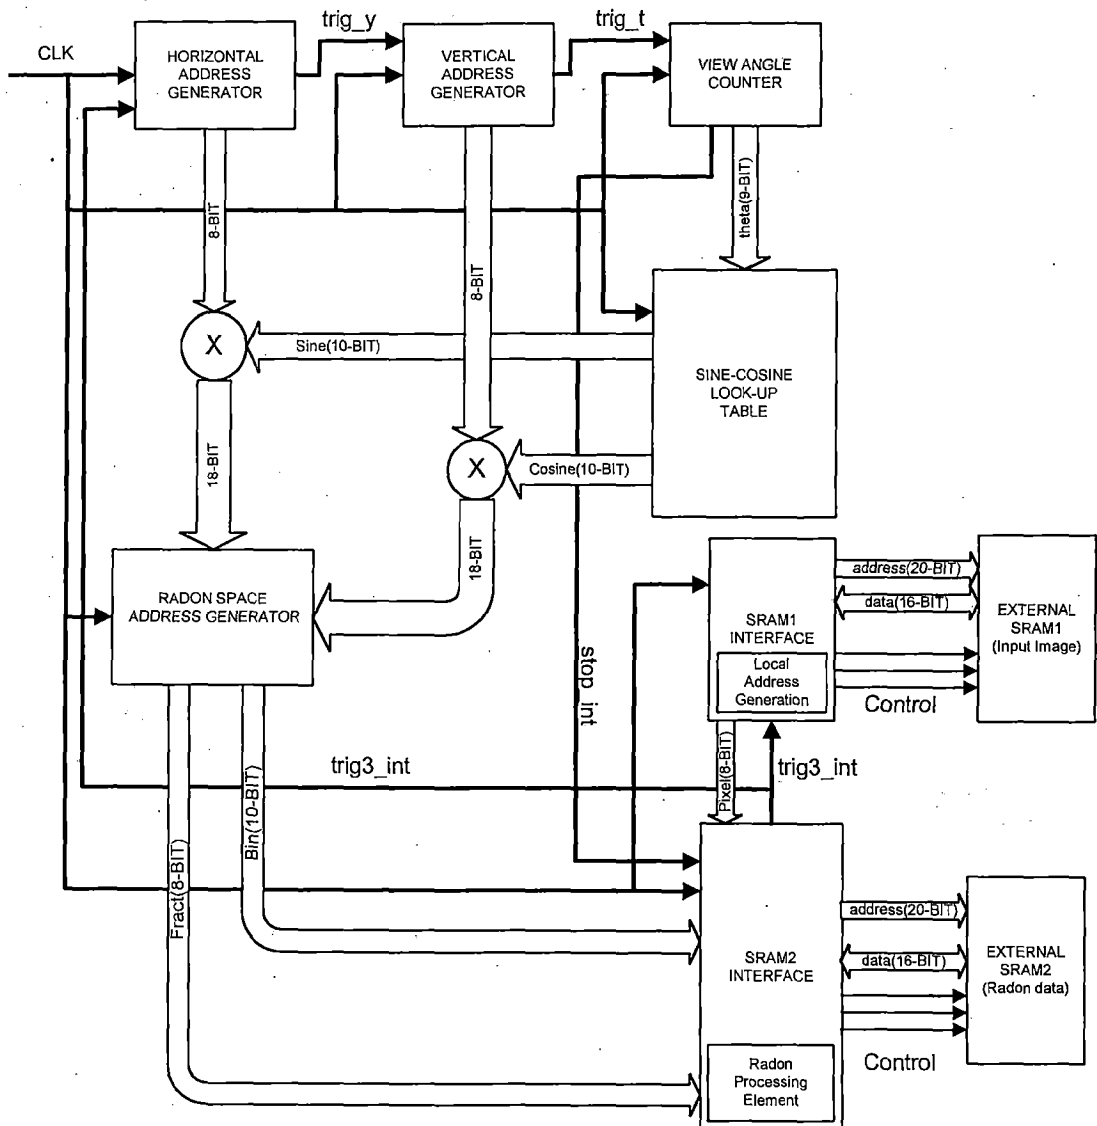 CLK
HORIZONTAL
ADDRESS
GENERATOR
trig_y
VERTICAL
ADDRESS
GENERATOR
trig_t
VIEW ANGLE
COUNTER
8-BIT
8-BIT
theta(9-BIT)
X
Sine(10-BIT)
SINE-COSINE
LOOK-UP
TABLE
X
Cosine(10-BIT)
18-BIT
18-BIT
RADON SPACE
ADDRESS GENERATOR
stop_int
SRAM1
INTERFACE
Local
Address
Generation
address(20-BIT)
data(16-BIT)
Control
EXTERNAL
SRAM1
(Input Image)
trig3_int
Pixel(8-BIT)
trig3_int
Fract(8-BIT)
Bin(10-BIT)
SRAM2
INTERFACE
Radon
Processing
Element
address(20-BIT)
data(16-BIT)
Control
EXTERNAL
SRAM2
(Radon data)